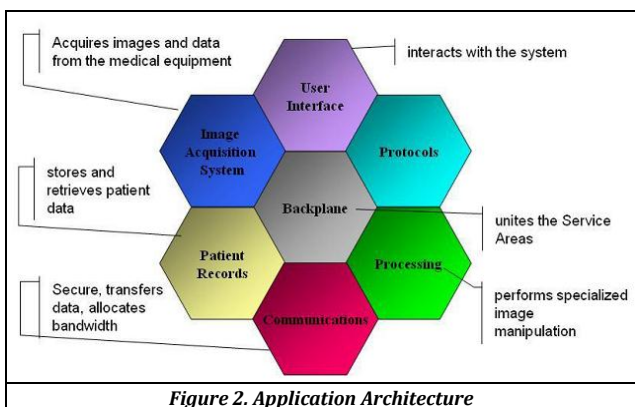 Acquires images and data
from the medical equipment
interacts with the system
User
Interface
Image
Acquisition
System
Protocols
stores and
retrieves patient
data
Backplane
unites the Service
Areas
Patient
Records
Processing
Secure, transfers
data, allocates
bandwidth
Communications
performs specialized
image
manipulation
Figure 2. Application Architecture